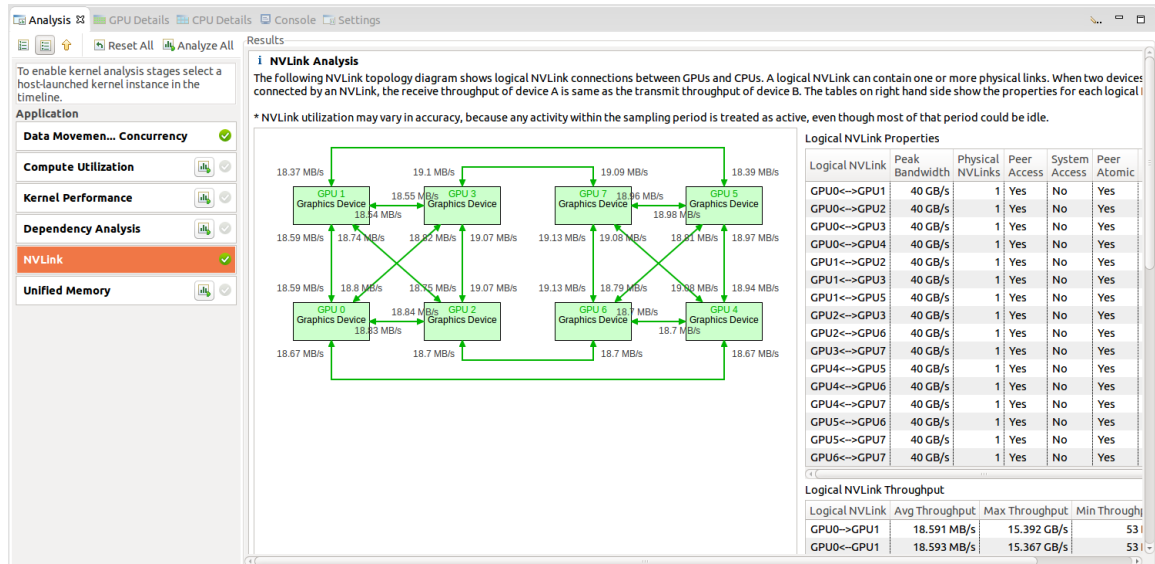 Analysis GPU Details CPU Details Console Settings
Reset All Analyze All
To enable kernel analysis stages select a
host-launched kernel instance in the
timeline.
Application
Data Movemen... Concurrency
Compute Utilization
Kernel Performance
Dependency Analysis
NVLink
Unified Memory
Results
i NVLink Analysis
The following NVLink topology diagram shows logical NVLink connections between GPUs and CPUs. A logical NVLink can contain one or more physical links. When two devices
connected by an NVLink, the receive throughput of device A is same as the transmit throughput of device B. The tables on right hand side show the properties for each logical
* NVLink utilization may vary in accuracy, because any activity within the sampling period is treated as active, even though most of that period could be idle.
18.37 MB/s 19.1 MB/s 19.09 MB/s 18.39 MB/s
GPU 1 18.55 MB/s GPU 3 GPU 7 18.96 MB/s GPU 5
Graphics Device Graphics Device Graphics Device Graphics Device
18.54 MB/s 18.98 MB/s
18.59 MB/s 18.74 MB/s 18.82 MB/s 19.07 MB/s 19.13 MB/s 19.08 MB/s 18.81 MB/s 18.97 MB/s
18.59 MB/s 18.8 MB/s 18.75 MB/s 19.07 MB/s 19.13 MB/s 18.79 MB/s 19.08 MB/s 18.94 MB/s
GPU 0 18.84 MB/s GPU 2 GPU 6 18.7 MB/s GPU 4
Graphics Device Graphics Device Graphics Device Graphics Device
18.83 MB/s 18.7 MB/s
18.67 MB/s 18.7 MB/s 18.7 MB/s 18.67 MB/s
Logical NVLink Properties
Logical NVLink Peak Bandwidth Physical NVLinks Peer Access System Access Peer Atomic
GPU0<-->GPU1 40 GB/s 1 Yes No Yes
GPU0<-->GPU2 40 GB/s 1 Yes No Yes
GPU0<-->GPU3 40 GB/s 1 Yes No Yes
GPU0<-->GPU4 40 GB/s 1 Yes No Yes
GPU1<-->GPU2 40 GB/s 1 Yes No Yes
GPU1<-->GPU3 40 GB/s 1 Yes No Yes
GPU1<-->GPU5 40 GB/s 1 Yes No Yes
GPU2<-->GPU3 40 GB/s 1 Yes No Yes
GPU2<-->GPU6 40 GB/s 1 Yes No Yes
GPU3<-->GPU7 40 GB/s 1 Yes No Yes
GPU4<-->GPU5 40 GB/s 1 Yes No Yes
GPU4<-->GPU6 40 GB/s 1 Yes No Yes
GPU4<-->GPU7 40 GB/s 1 Yes No Yes
GPU5<-->GPU6 40 GB/s 1 Yes No Yes
GPU5<-->GPU7 40 GB/s 1 Yes No Yes
GPU6<-->GPU7 40 GB/s 1 Yes No Yes
Logical NVLink Throughput
Logical NVLink Avg Throughput Max Throughput Min
GPU0-->GPU1 18.591 MB/s 15.392 GB/s 53
GPU0<--GPU1 18.593 MB/s 15.367 GB/s 53